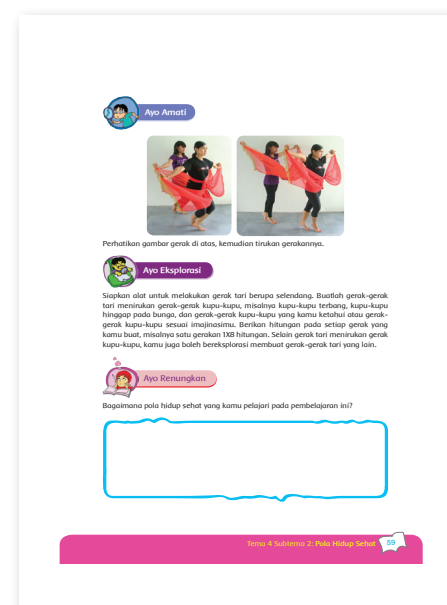 Ayo Amati
Perhatikan gambar gerak di atas, kemudian tirukan gerakannya.
Ayo Eksplorasi
Siapkan alat untuk melakukan gerak tari berupa selendang. Buatlah gerak-gerak
tari menirukan gerak-gerak kupu-kupu, misalnya kupu-kupu terbang, kupu-kupu
hinggap pada bunga, dan gerak-gerak kupu-kupu yang kamu ketahui atau gerak-
gerak kupu-kupu sesuai imajinasimu. Berikan hitungan pada setiap gerak yang
kamu buat, misalnya satu gerakan 1X8 hitungan. Selain gerak tari menirukan gerak
kupu-kupu, kamu juga boleh bereksplorasi membuat gerak-gerak tari yang lain.
Ayo Renungkan
Bagaimana pola hidup sehat yang kamu pelajari pada pembelajaran ini?
Tema 4 Subtema 2: Pola Hidup Sehat 59